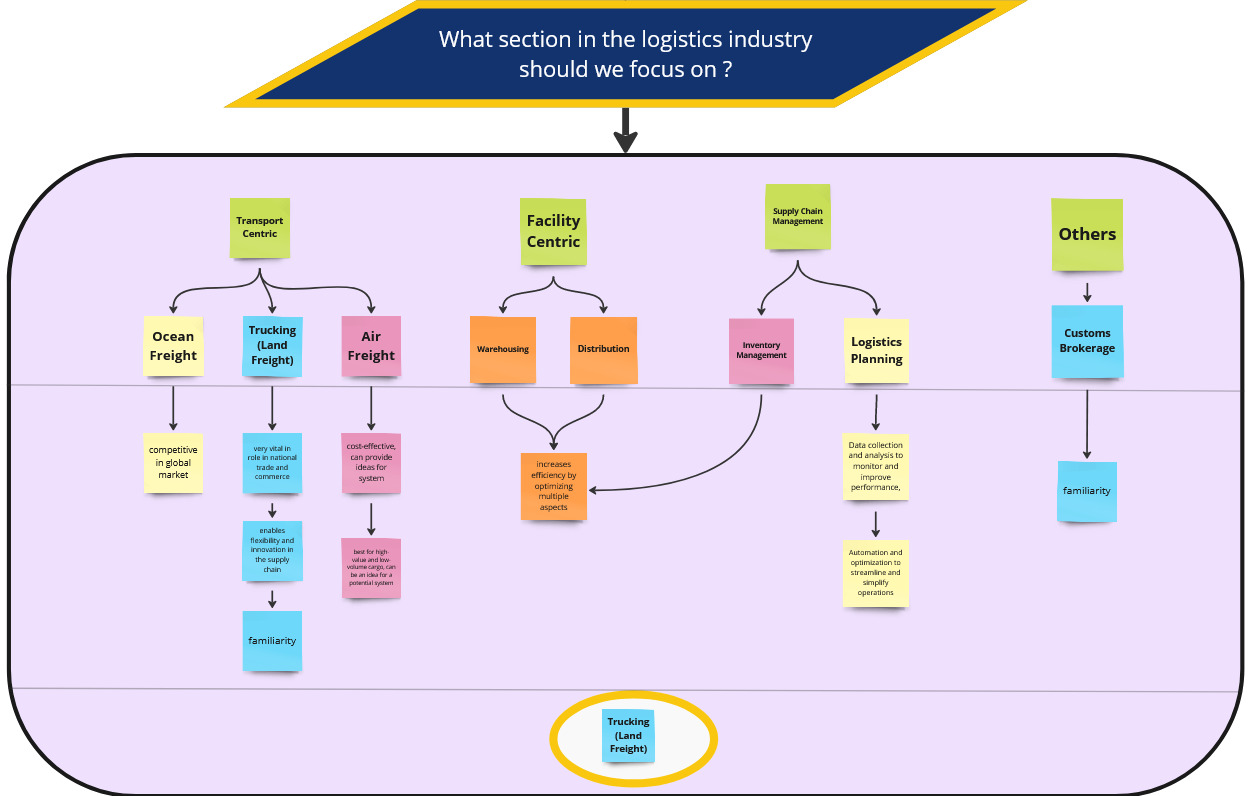 What section in the logistics industry
should we focus on ?
Transport
Centric
Facility
Centric
Supply Chain
Management
Others
Ocean
Freight
Trucking
(Land
Freight)
Air
Freight
Warehousing
Distribution
Inventory
Management
Logistics
Planning
Customs
Brokerage
competitive
in global
market
very vital in
role in national
trade and
commerce
cost-effective,
can provide
ideas for
system
increases
efficiency by
optimizing
multiple
aspects
Data collection
and analysis to
monitor and
improve
performance,
familiarity
enables
flexibility and
innovation in
the supply
chain
best for high-
value and low-
volume cargo, can
be an idea for a
potential system
Automation and
optimization to
streamline and
simplify
operations
familiarity
Trucking
(Land
Freight)